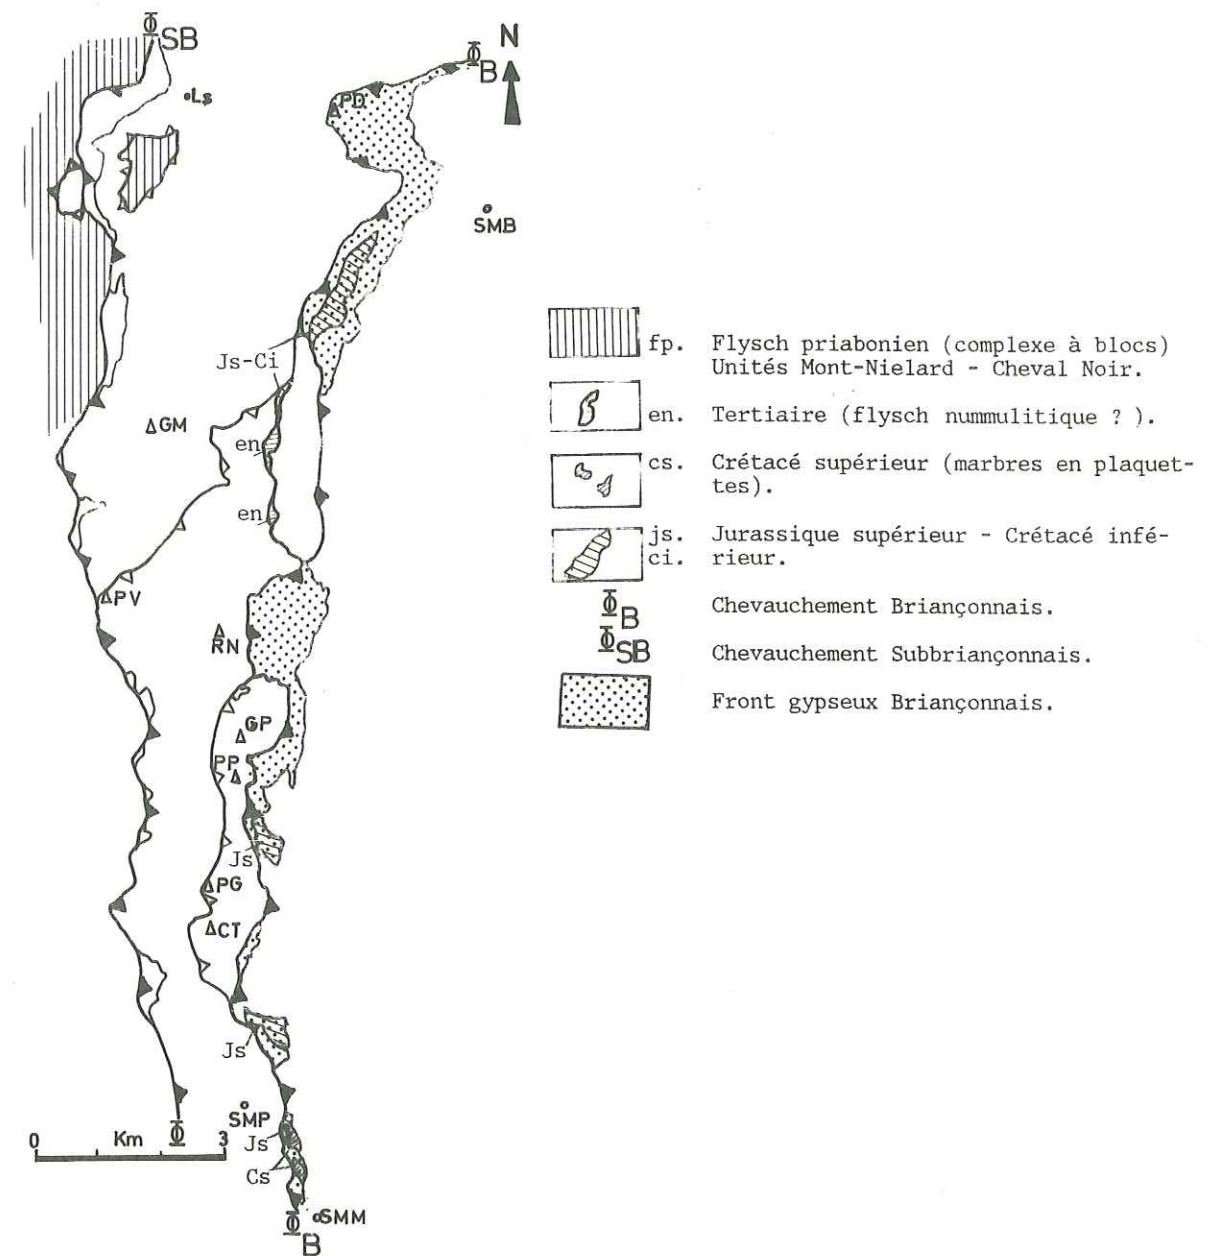 Φ SB
N
Φ B
Ls
PD
SMB
Js-Ci
GM
en
en
PV
RN
GP
PP
Js
PG
CT
Js
SMP
0 Km 3
Φ
Js
Cs
SMM
Φ B
fp. Flysch priabonien (complexe à blocs)
Unités Mont-Nielard - Cheval Noir.
en. Tertiaire (flysch nummulitique ? ).
cs. Crétacé supérieur (marbres en plaquet-
tes).
js. Jurassique supérieur - Crétacé infé-
ci. rieur.
Φ B Chevauchement Briançonnais.
Φ SB Chevauchement Subbriançonnais.
Front gypseux Briançonnais.